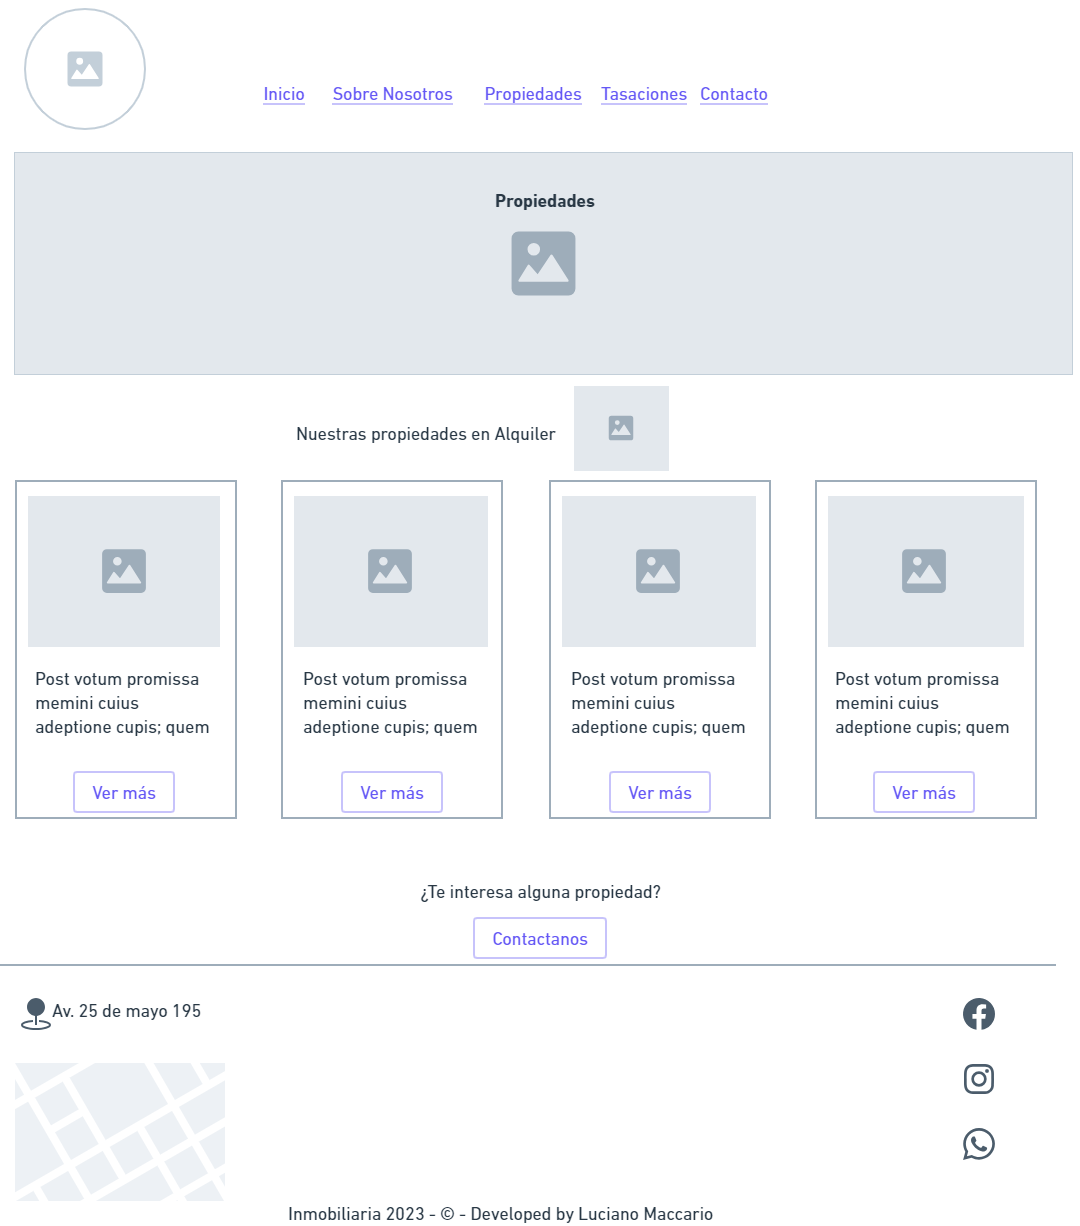 Inicio Sobre Nosotros Propiedades Tasaciones Contacto
Propiedades
Nuestras propiedades en Alquiler
Post votum promissa
memini cuius
adeptione cupis; quem
Ver más
Post votum promissa
memini cuius
adeptione cupis; quem
Ver más
Post votum promissa
memini cuius
adeptione cupis; quem
Ver más
Post votum promissa
memini cuius
adeptione cupis; quem
Ver más
¿Te interesa alguna propiedad?
Contactanos
Av. 25 de mayo 195
Inmobiliaria 2023 - © - Developed by Luciano Maccario